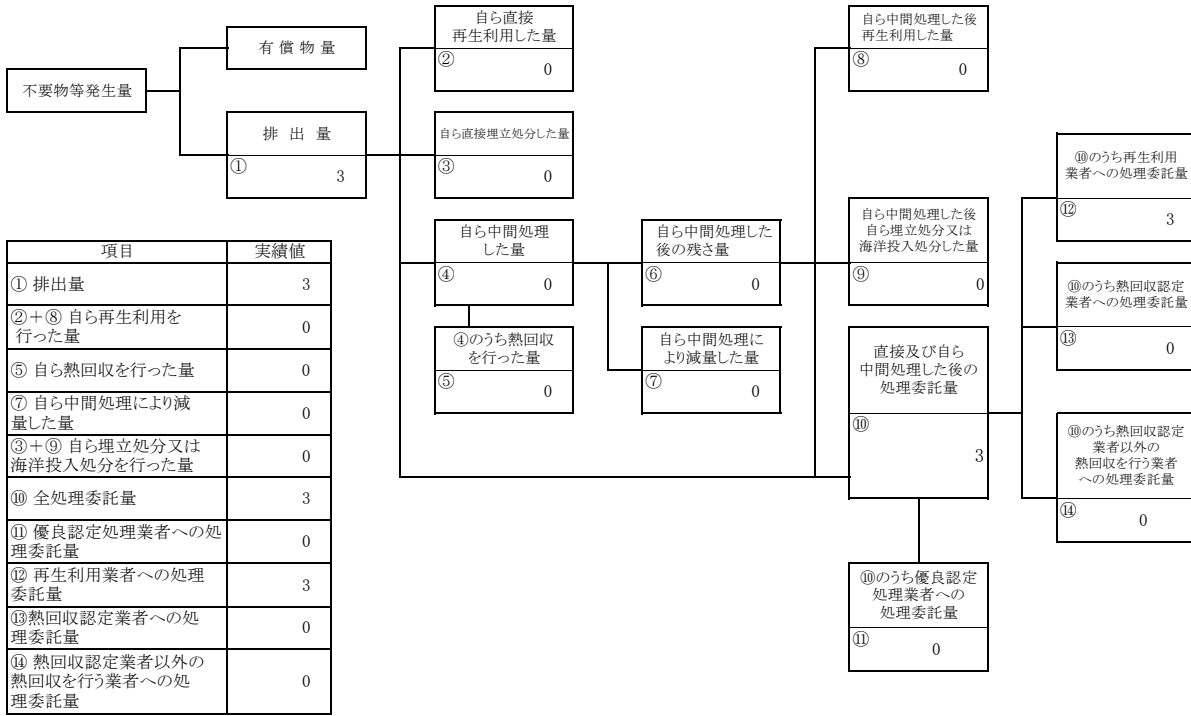 不要物等発生量
有 償 物 量
排 出 量
①
3
自ら直接
再生利用した量
②
0
自ら直接埋立処分した量
③
0
自ら中間処理
した量
④
0
④のうち熱回収
を行った量
⑤
0
自ら中間処理した
後の残さ量
⑥
0
自ら中間処理に
より減量した量
⑦
0
自ら中間処理した後
再生利用した量
⑧
0
自ら中間処理した後
自ら埋立処分又は
海洋投入処分した量
⑨
0
直接及び自ら
中間処理した後の
処理委託量
⑩
3
⑩のうち優良認定
処理業者への
処理委託量
⑪
0
⑩のうち再生利用
業者への処理委託量
⑫
3
⑩のうち熱回収認定
業者への処理委託量
⑬
0
⑩のうち熱回収認定
業者以外の
熱回収を行う業者
への処理委託量
⑭
0
項目 実績値
① 排出量 3
②+⑧ 自ら再生利用を
行った量 0
⑤ 自ら熱回収を行った量 0
⑦ 自ら中間処理により減
量した量 0
③+⑨ 自ら埋立処分又は
海洋投入処分を行った量 0
⑩ 全処理委託量 3
⑪ 優良認定処理業者への処
理委託量 0
⑫ 再生利用業者への処理
委託量 3
⑬熱回収認定業者への処
理委託量 0
⑭ 熱回収認定業者以外の
熱回収を行う業者への処
理委託量 0